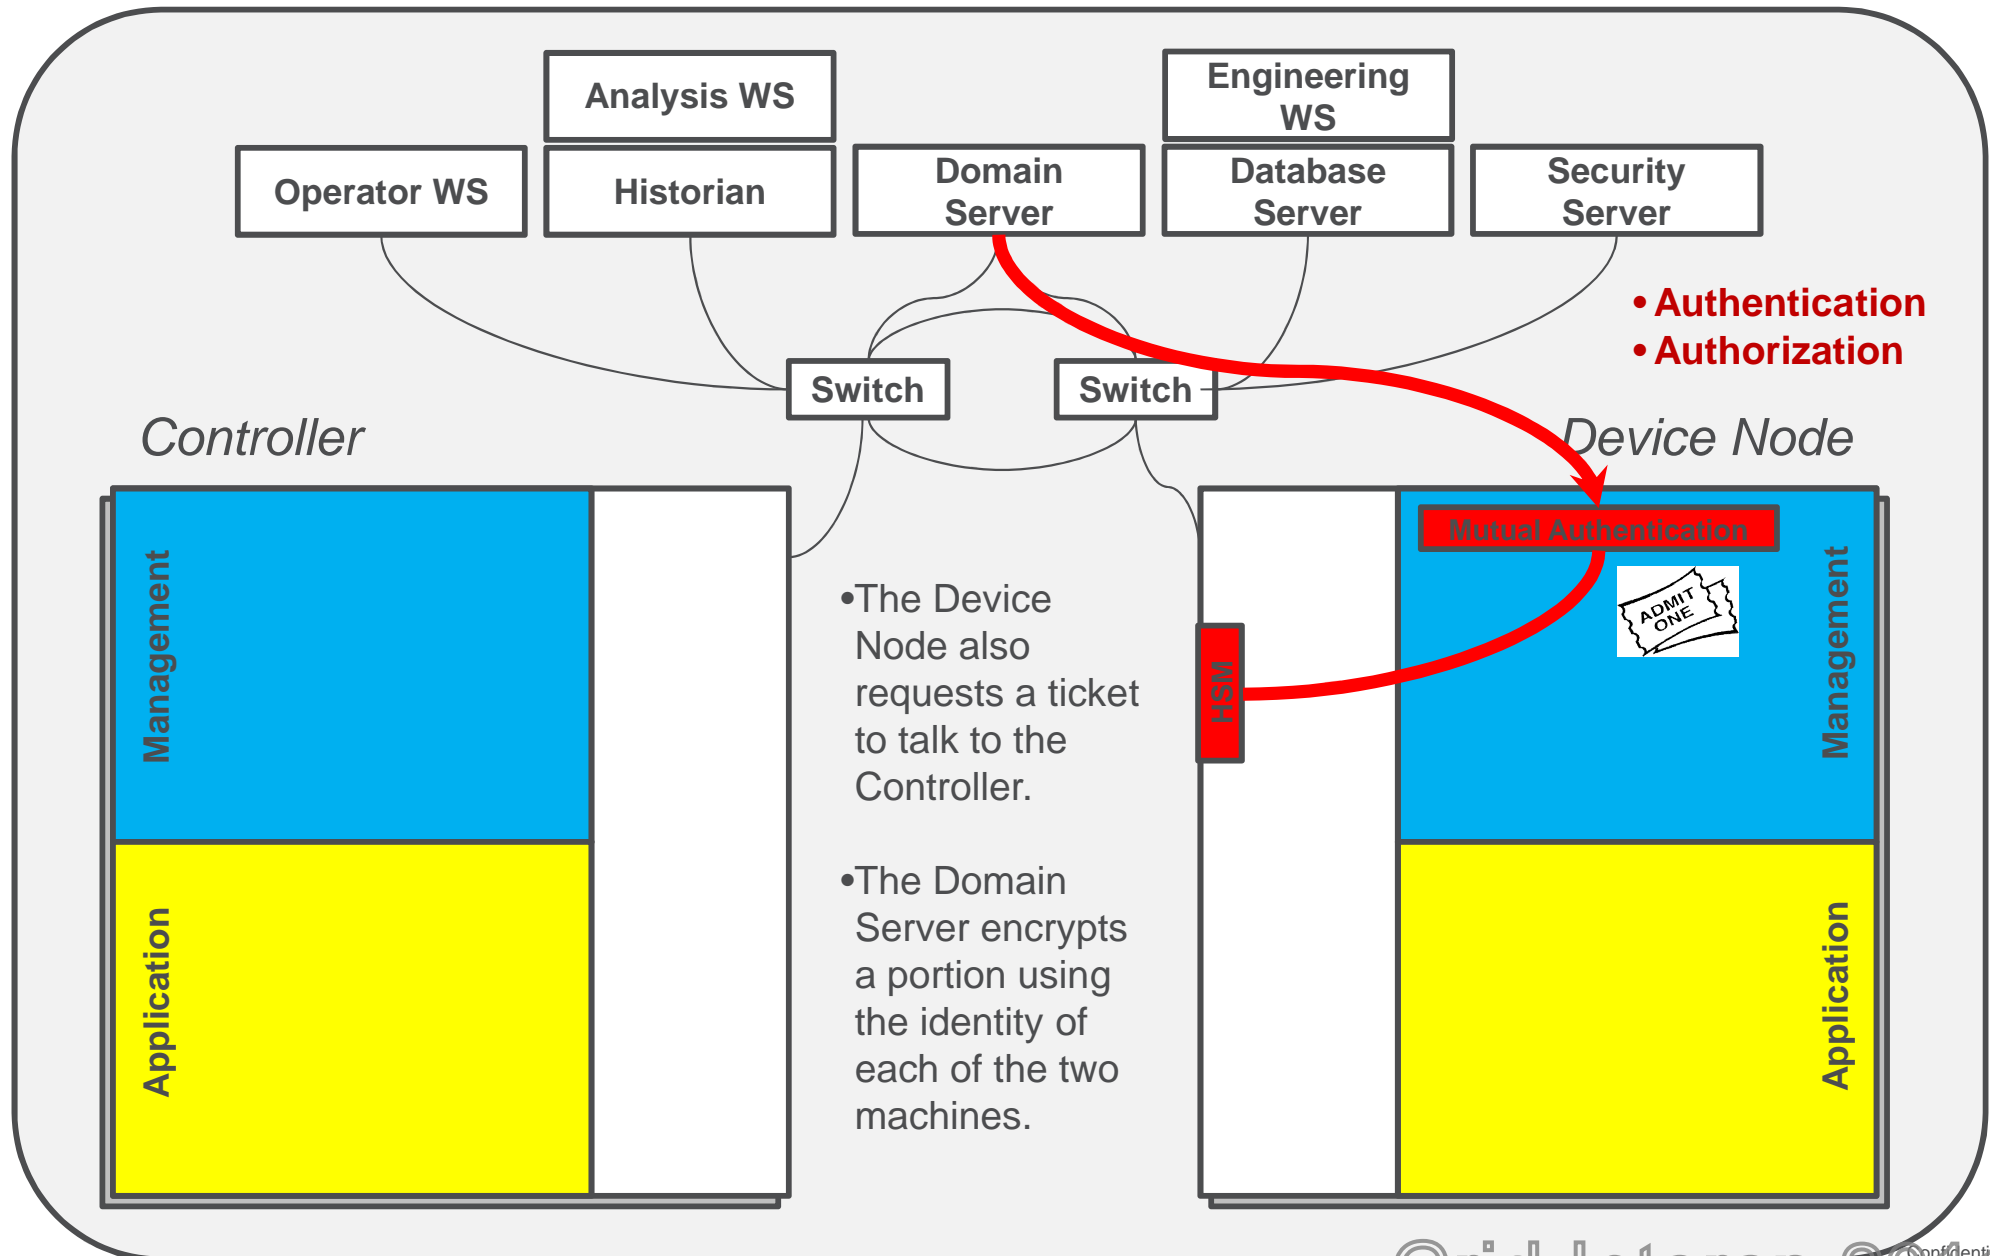 Analysis WS
Engineering
WS
Operator WS
Historian
Domain
Server
Database
Server
Security
Server
• Authentication
• Authorization
Switch
Switch
Controller
Device Node
Management
Application
•The Device
Node also
requests a ticket
to talk to the
Controller.
•The Domain
Server encrypts
a portion using
the identity of
each of the two
machines.
HSM
Mutual Authentication
ADMIT
ONE
Management
Application